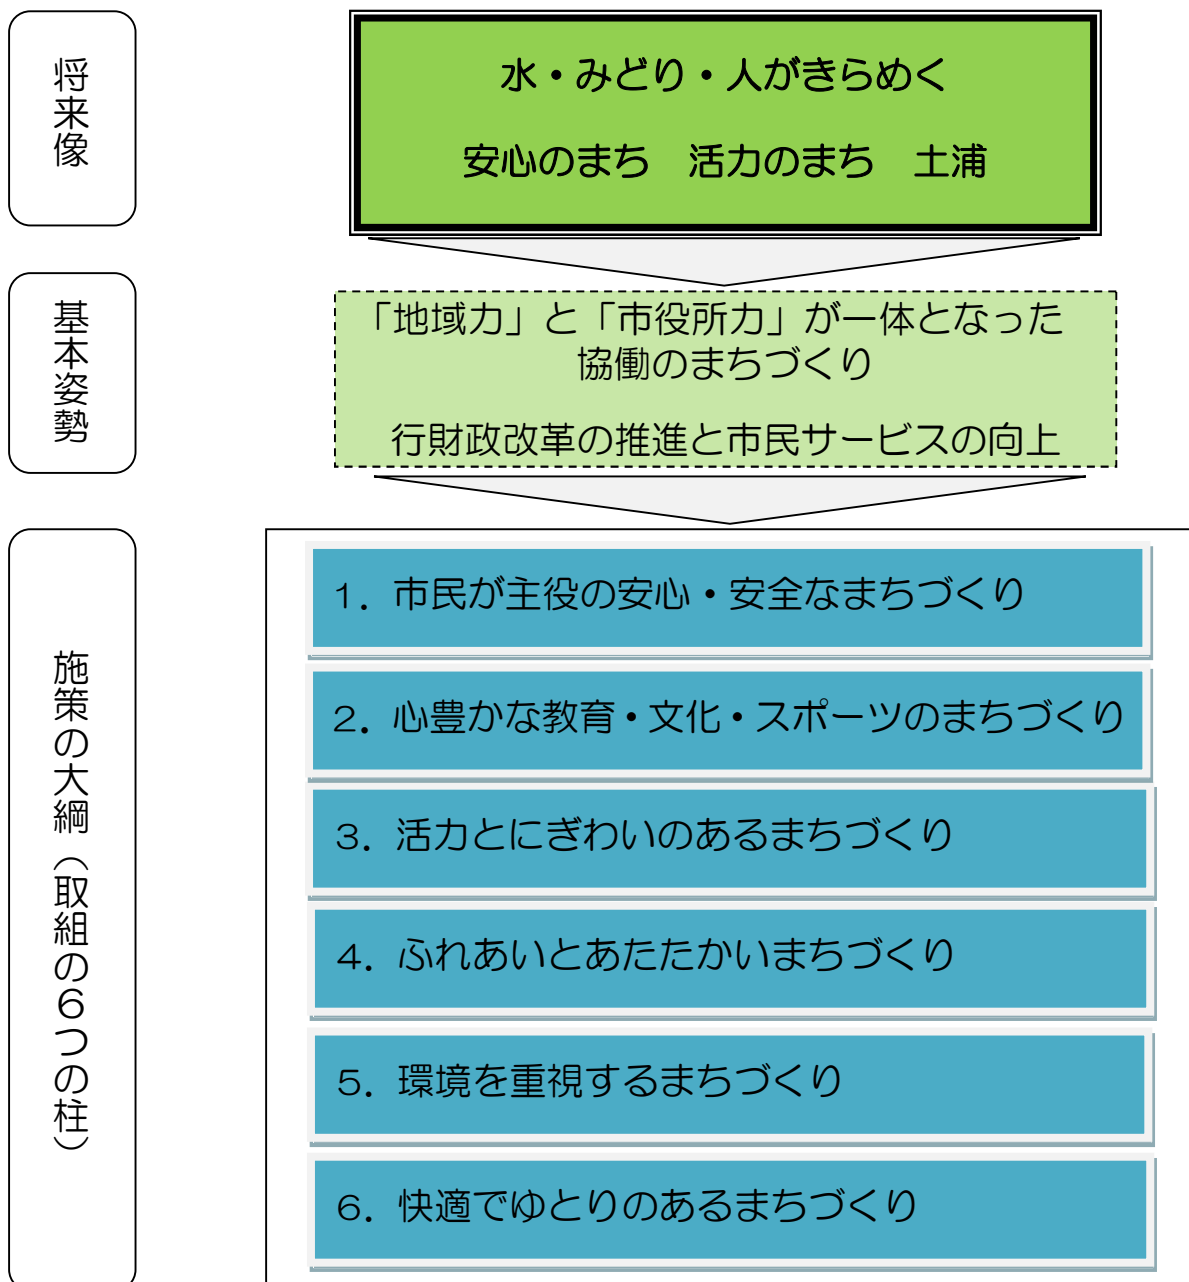 将来像
水・みどり・人がきらめく
安心のまち　活力のまち　土浦
基本姿勢
「地域力」と「市役所力」が一体となった
協働のまちづくり
行財政改革の推進と市民サービスの向上
施策の大綱（取組の６つの柱）
1．市民が主役の安心・安全なまちづくり
2．心豊かな教育・文化・スポーツのまちづくり
3．活力とにぎわいのあるまちづくり
4．ふれあいとあたたかいまちづくり
5．環境を重視するまちづくり
6．快適でゆとりのあるまちづくり